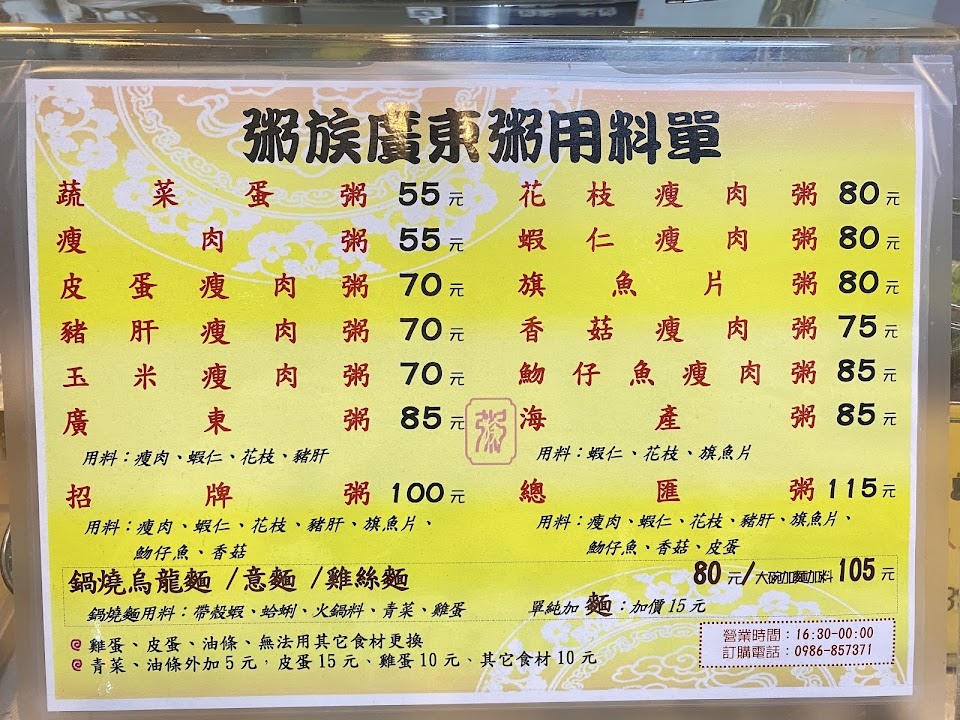 粥族廣東粥用料單
蔬菜蛋粥 55元
瘦肉粥 55元
皮蛋瘦肉粥 70元
豬肝瘦肉粥 70元
玉米瘦肉粥 70元
廣東粥 85元
用料：瘦肉、蝦仁、花枝、豬肝
招牌粥 100元
用料：瘦肉、蝦仁、花枝、豬肝、旗魚片、
魩仔魚、香菇
花枝瘦肉粥 80元
蝦仁瘦肉粥 80元
旗魚片粥 80元
香菇瘦肉粥 75元
魩仔魚瘦肉粥 85元
海產粥 85元
用料：蝦仁、花枝、旗魚片
總匯粥 115元
用料：瘦肉、蝦仁、花枝、豬肝、旗魚片、
魩仔魚、香菇、皮蛋
粥
鍋燒烏龍麵 /意麵 /雞絲麵 80元/大碗加麵加料105元
鍋燒麵用料：帶殼蝦、蛤蜊、火鍋料、青菜、雞蛋 單純加 麵：加價15元
雞蛋、皮蛋、油條、無法用其它食材更換
青菜、油條外加5元，皮蛋15元、雞蛋10元、其它食材10元
營業時間：16:30-00:00
訂購電話：0986-857371